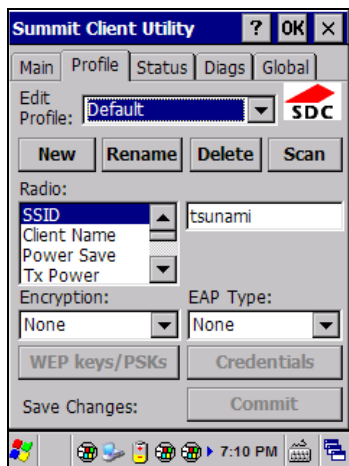 Summit Client Utility ? OK ×
Main Profile Status Diags Global
Edit
Profile: Default
SDC
New Rename Delete Scan
Radio:
SSID tsunami
Client Name
Power Save
Tx Power
Encryption: EAP Type:
None None
WEP keys/PSKs Credentials
Save Changes: Commit
7:10 PM